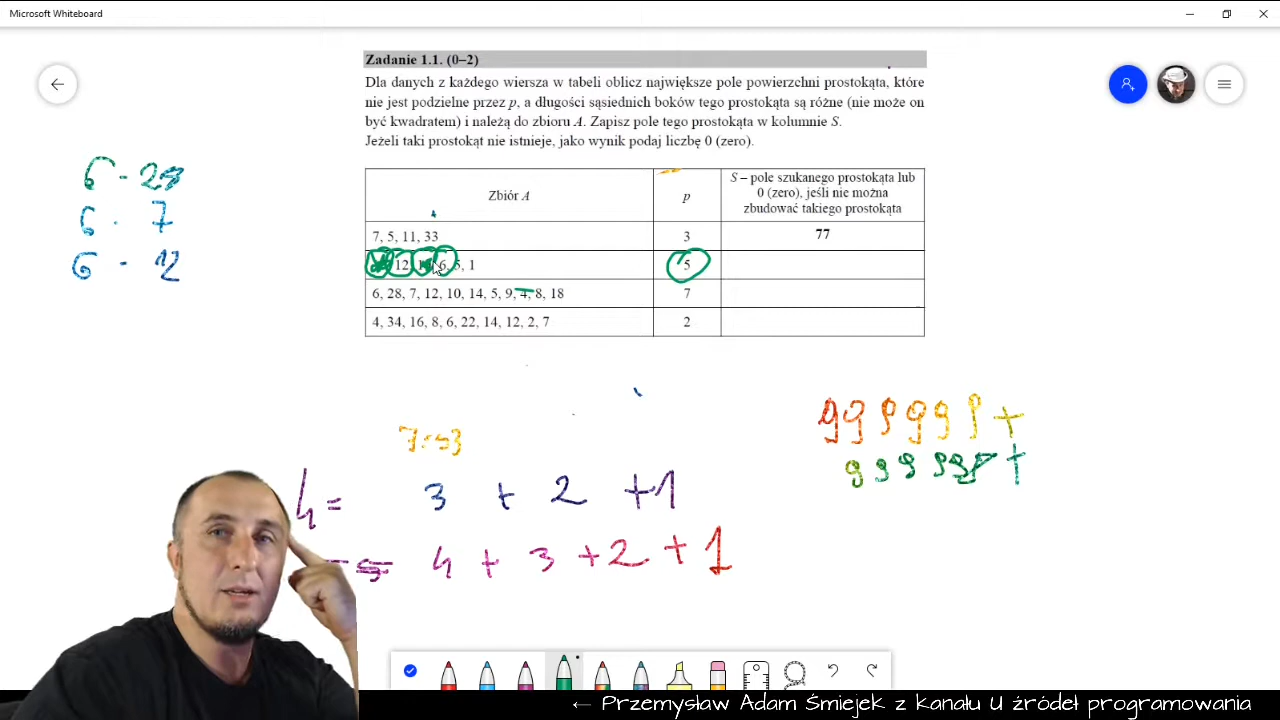 Microsoft Whiteboard
Zadanie 1.1. (0–2)
Dla danych z każdego wiersza w tabeli oblicz największe pole powierzchni prostokąta, które
nie jest podzielne przez p, a długości sąsiednich boków tego prostokąta są różne (nie może on
być kwadratem) i należą do zbioru A. Zapisz pole tego prostokąta w kolumnie S.
Jeżeli taki prostokąt nie istnieje, jako wynik podaj liczbę 0 (zero).
Zbiór A
p
S – pole szukanego prostokąta lub
0 (zero), jeśli nie można
zbudować takiego prostokąta
7, 5, 11, 33 3 77
12, 6, 5, 1 5
6, 28, 7, 12, 10, 14, 5, 9, 4, 8, 18 7
4, 34, 16, 8, 6, 22, 14, 12, 2, 7 2
6 - 28
6 . 7
6 - 12
999999 +
4 = 3 + 2 + 1
4 + 3 + 2 + 1
← Przemysław Adam Śmiejek z kanału U źródeł programowania